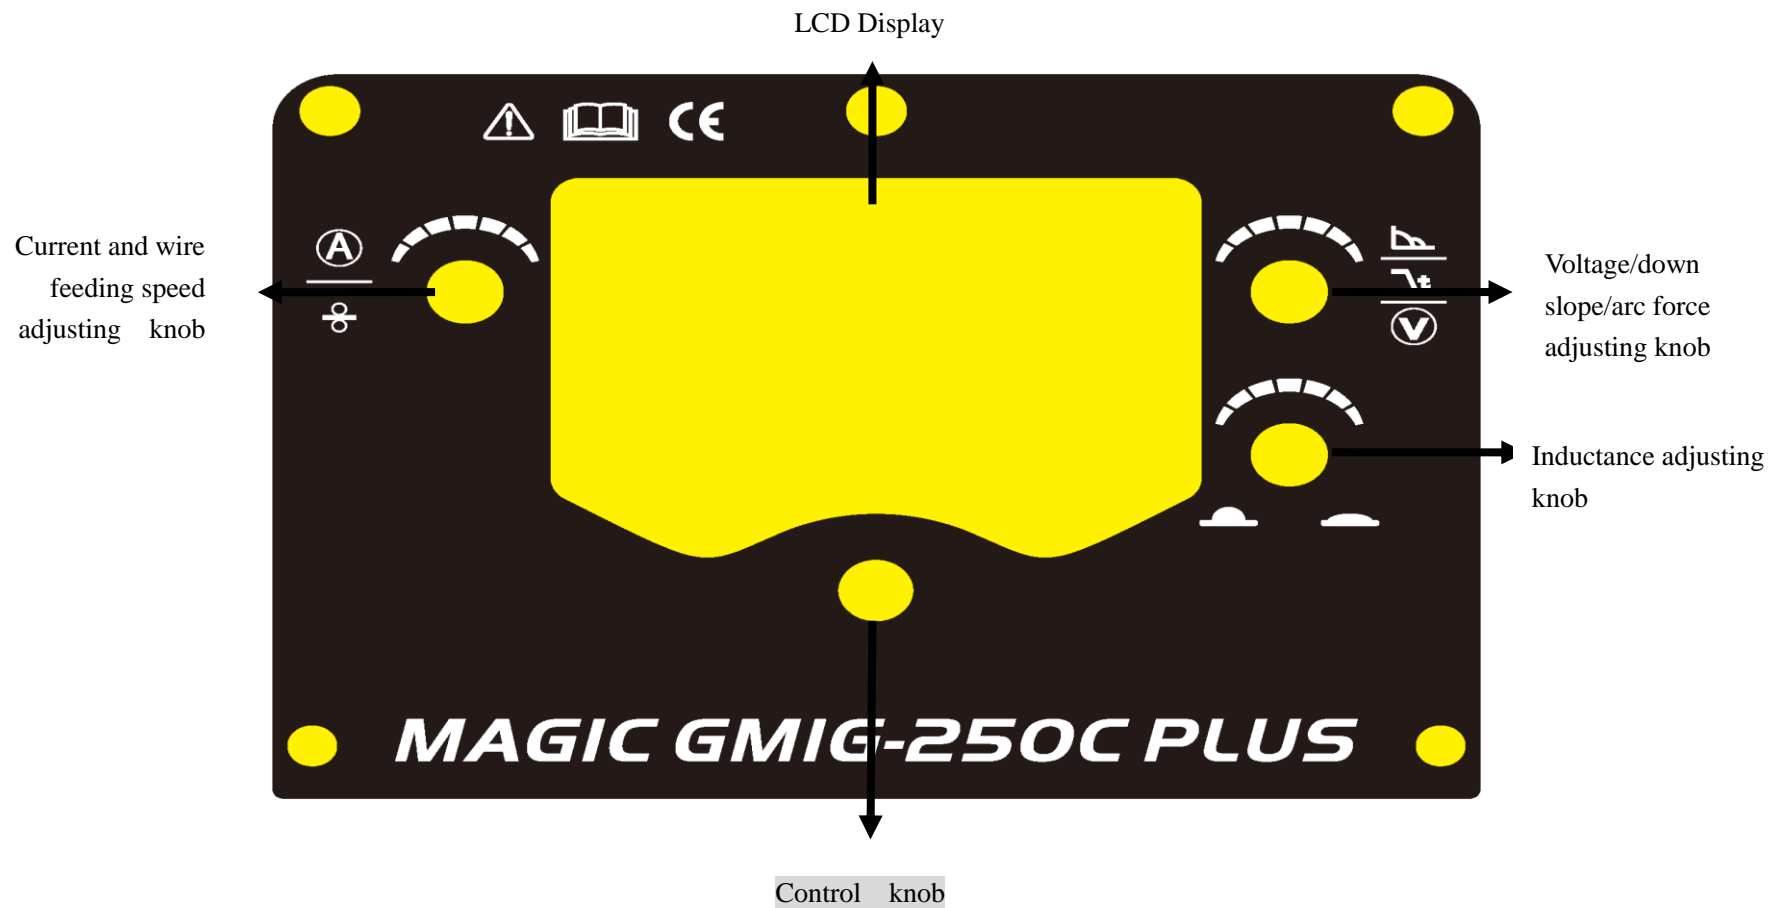 LCD Display
CE
A
Current and wire
feeding speed
adjusting knob
t
V
Voltage/down
slope/arc force
adjusting knob
Inductance adjusting
knob
MAGIC GMIG-250C PLUS
Control knob